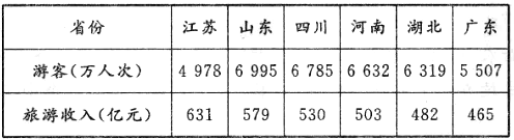 省份 江苏 山东 四川 河南 湖北 广东
游客(万人次) 4 978 6 995 6 785 6 632 6 319 5 507
旅游收入(亿元) 631 579 530 503 482 465